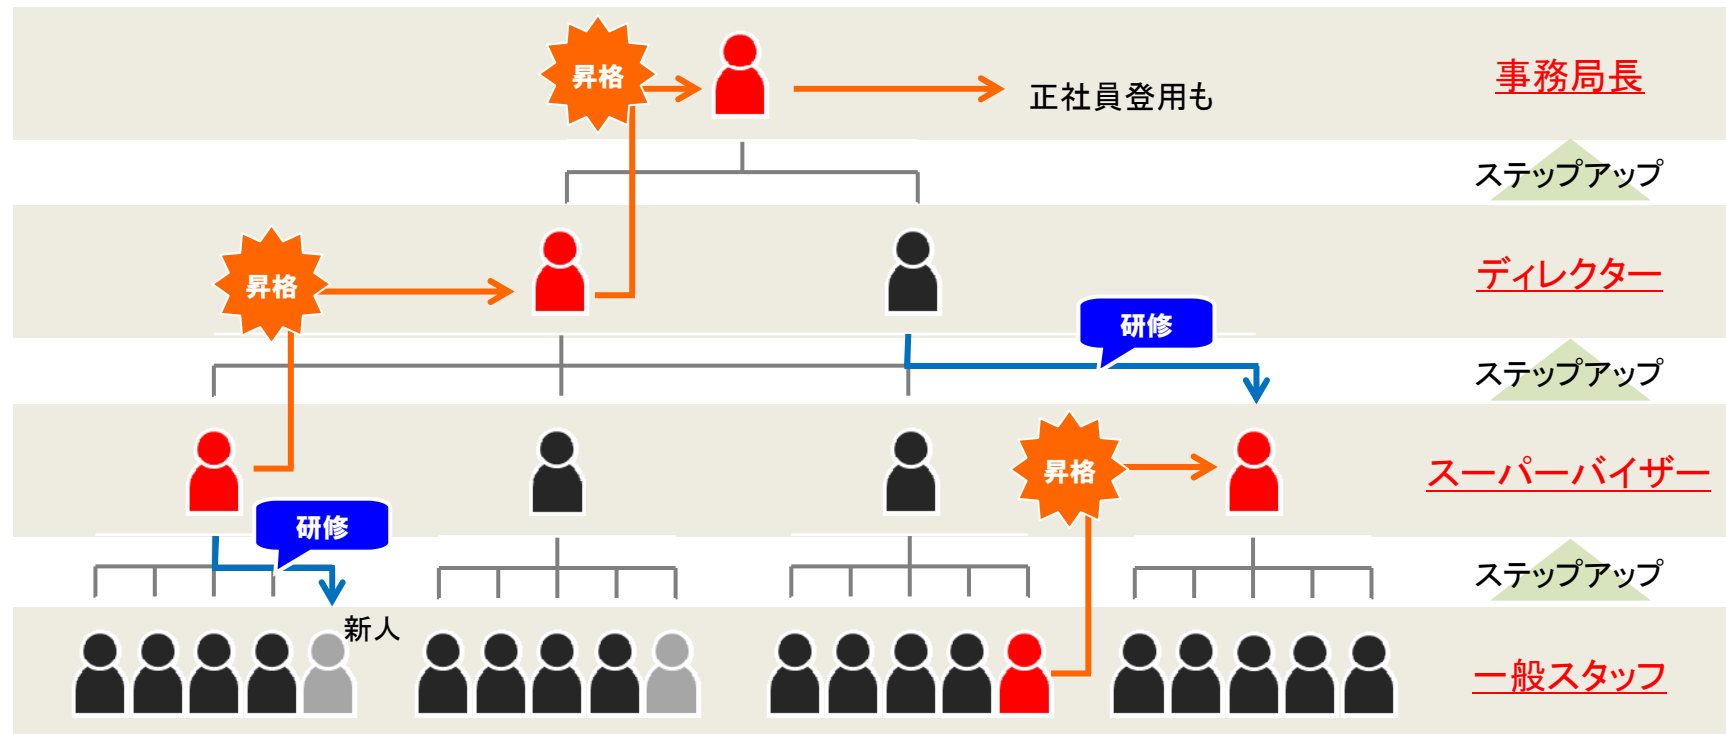 昇格
正社員登用も
事務局長
ステップアップ
昇格
ディレクター
研修
ステップアップ
昇格
スーパーバイザー
研修
ステップアップ
新人
一般スタッフ